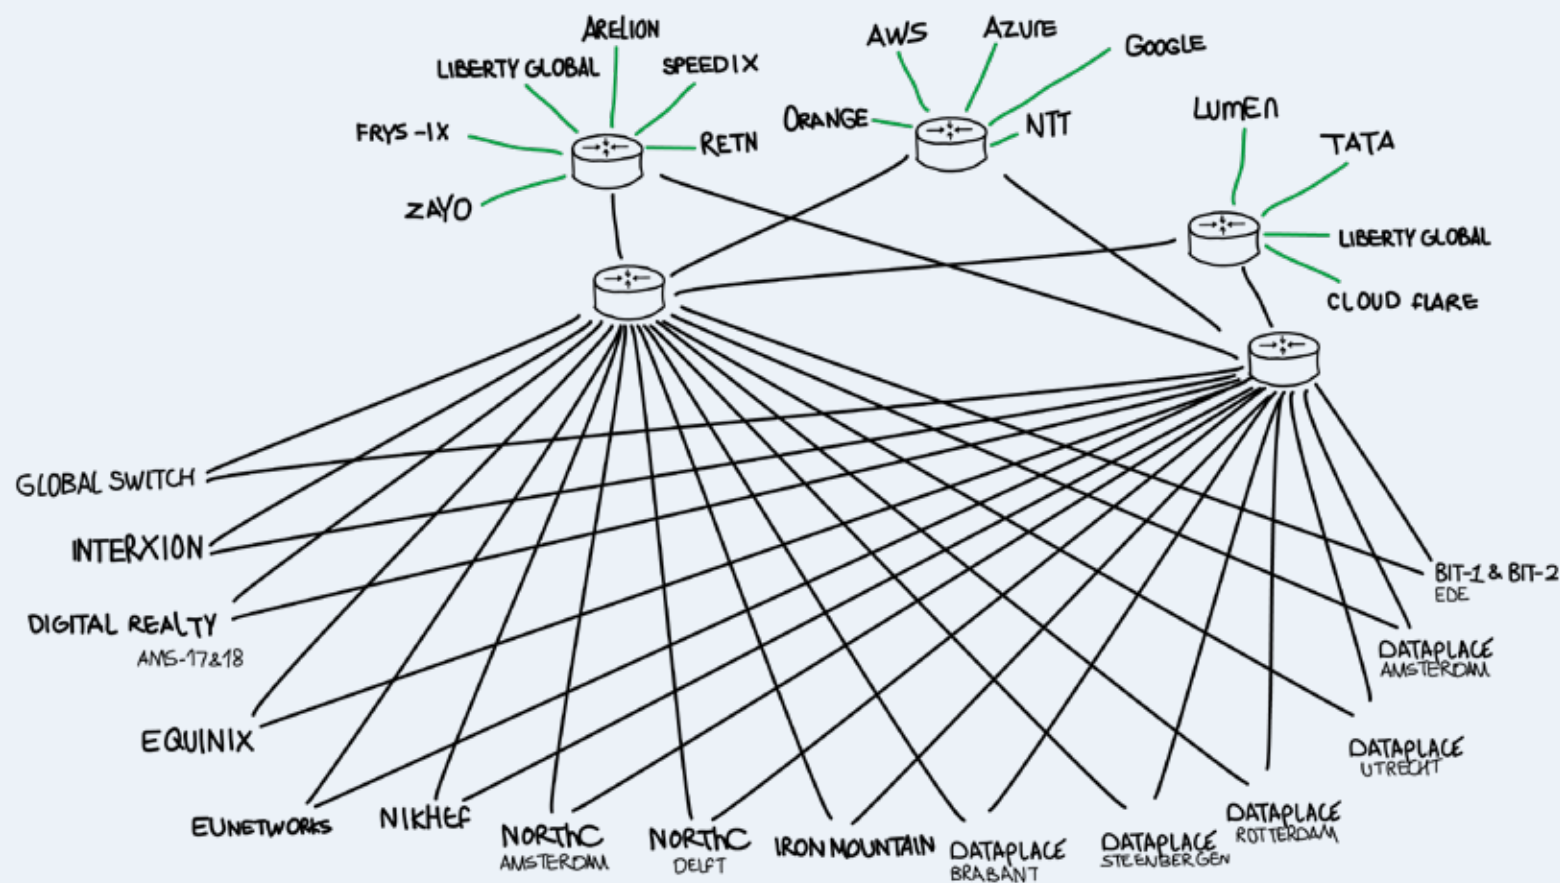 ARELION
LIBERTY GLOBAL
SPEEDIX
FRYS-IX
RETN
ZAYO
AWS
AZURE
GOOGLE
ORANGE
NTT
LUMEN
TATA
LIBERTY GLOBAL
CLOUD FLARE
GLOBAL SWITCH
INTERXION
DIGITAL REALTY
AMS-17&18
EQUINIX
EUNETWORKS
NIKHEF
NORTHC
AMSTERDAM
NORTHC
DELFT
IRON MOUNTAIN
DATAPLACE
BRABANT
DATAPLACE
STEENBERGEN
DATAPLACE
ROTTERDAM
DATAPLACE
UTRECHT
DATAPLACE
AMSTERDAM
BIT-1 & BIT-2
EDE